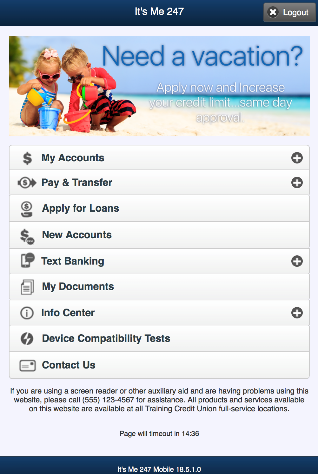 It's Me 247
Logout
Need a vacation?
Apply now and Increase
your credit limit - same day
approval.
My Accounts
Pay & Transfer
Apply for Loans
New Accounts
Text Banking
My Documents
Info Center
Device Compatibility Tests
Contact Us
If you are using a screen reader or other auxiliary aid and are having problems using this
website, please call (555) 123-4567 for assistance. All products and services available
on this website are available at all Training Credit Union full-service locations.
Page will timeout in 14:36
It's Me 247 Mobile 18.5.1.0